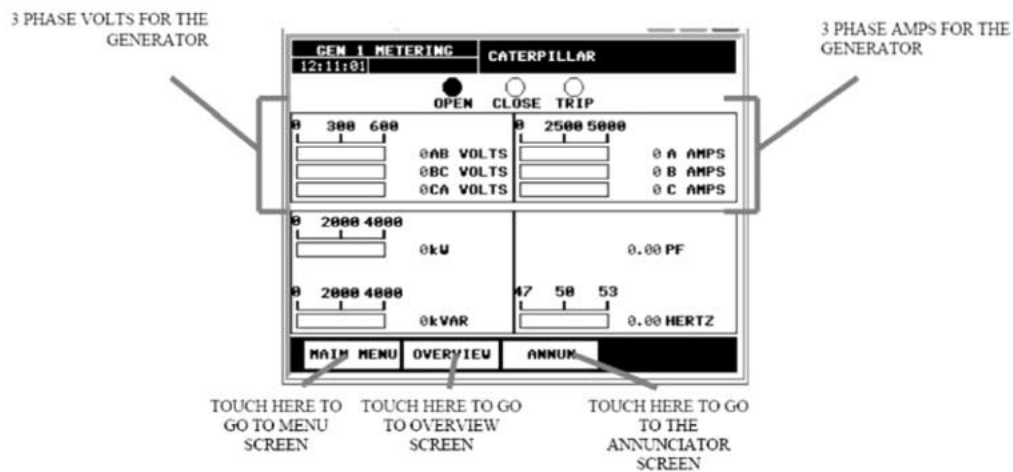 3 PHASE VOLTS FOR THE
GENERATOR
3 PHASE AMPS FOR THE
GENERATOR
GEN 1 METERING
12:11:01
CATERPILLAR
OPEN CLOSE TRIP
0 300 600
0AB VOLTS
0BC VOLTS
0CA VOLTS
0 2500 5000
0 A AMPS
0 B AMPS
0 C AMPS
0 2000 4000
0kW
0.00 PF
0 2000 4000
0kVAR
47 50 53
0.00 HERTZ
MAIN MENU OVERVIEW ANNUN
TOUCH HERE TO
GO TO MENU
SCREEN
TOUCH HERE TO GO
TO OVERVIEW
SCREEN
TOUCH HERE TO GO
TO THE
ANNUNCIATOR
SCREEN